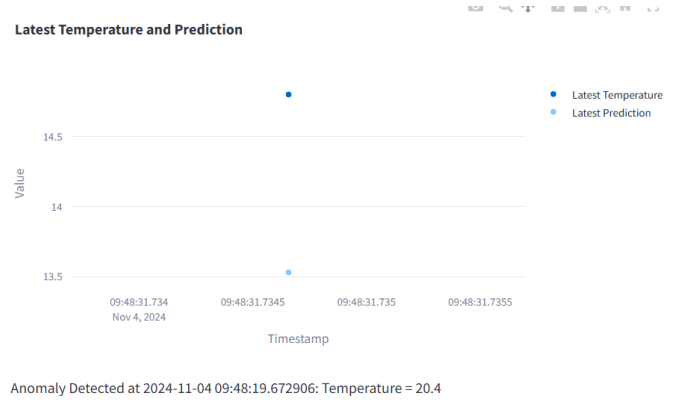 Latest Temperature and Prediction
Latest Temperature
Latest Prediction
14.5
14
13.5
Value
09:48:31.734
09:48:31.7345
09:48:31.735
09:48:31.7355
Nov 4, 2024
Timestamp
Anomaly Detected at 2024-11-04 09:48:19.672906: Temperature = 20.4